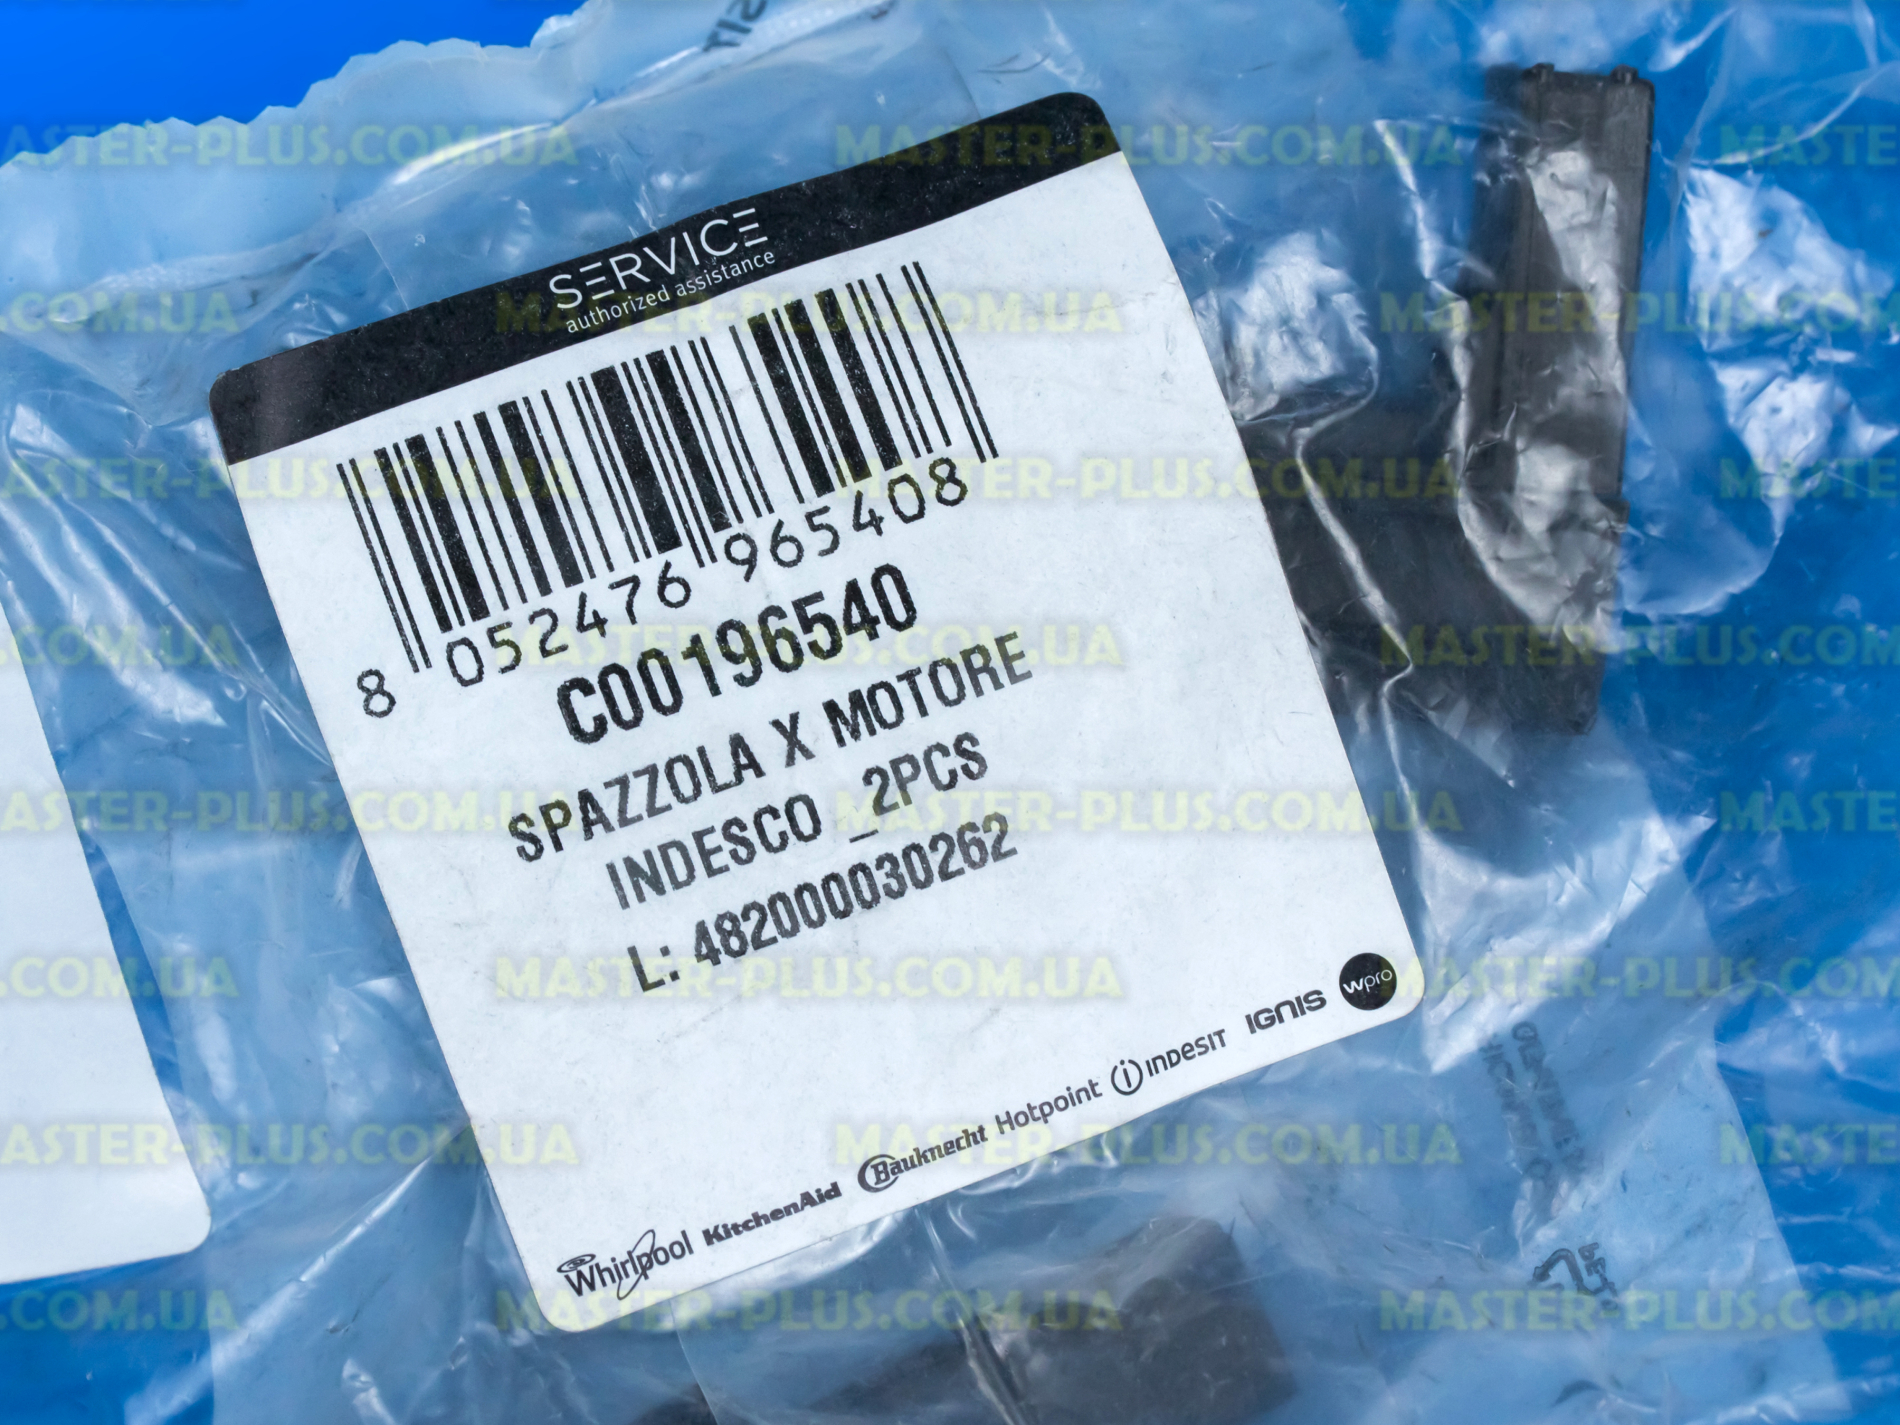 SERVICE
authorized assistance
8 052476 965408
C00196540
SPAZZOLA X MOTORE
INDESCO _2PCS
L: 482000030262
Whirlpool KitchenAid Bauknecht Hotpoint indesit IGNIS wpro
MASTER-PLUS.COM.UA